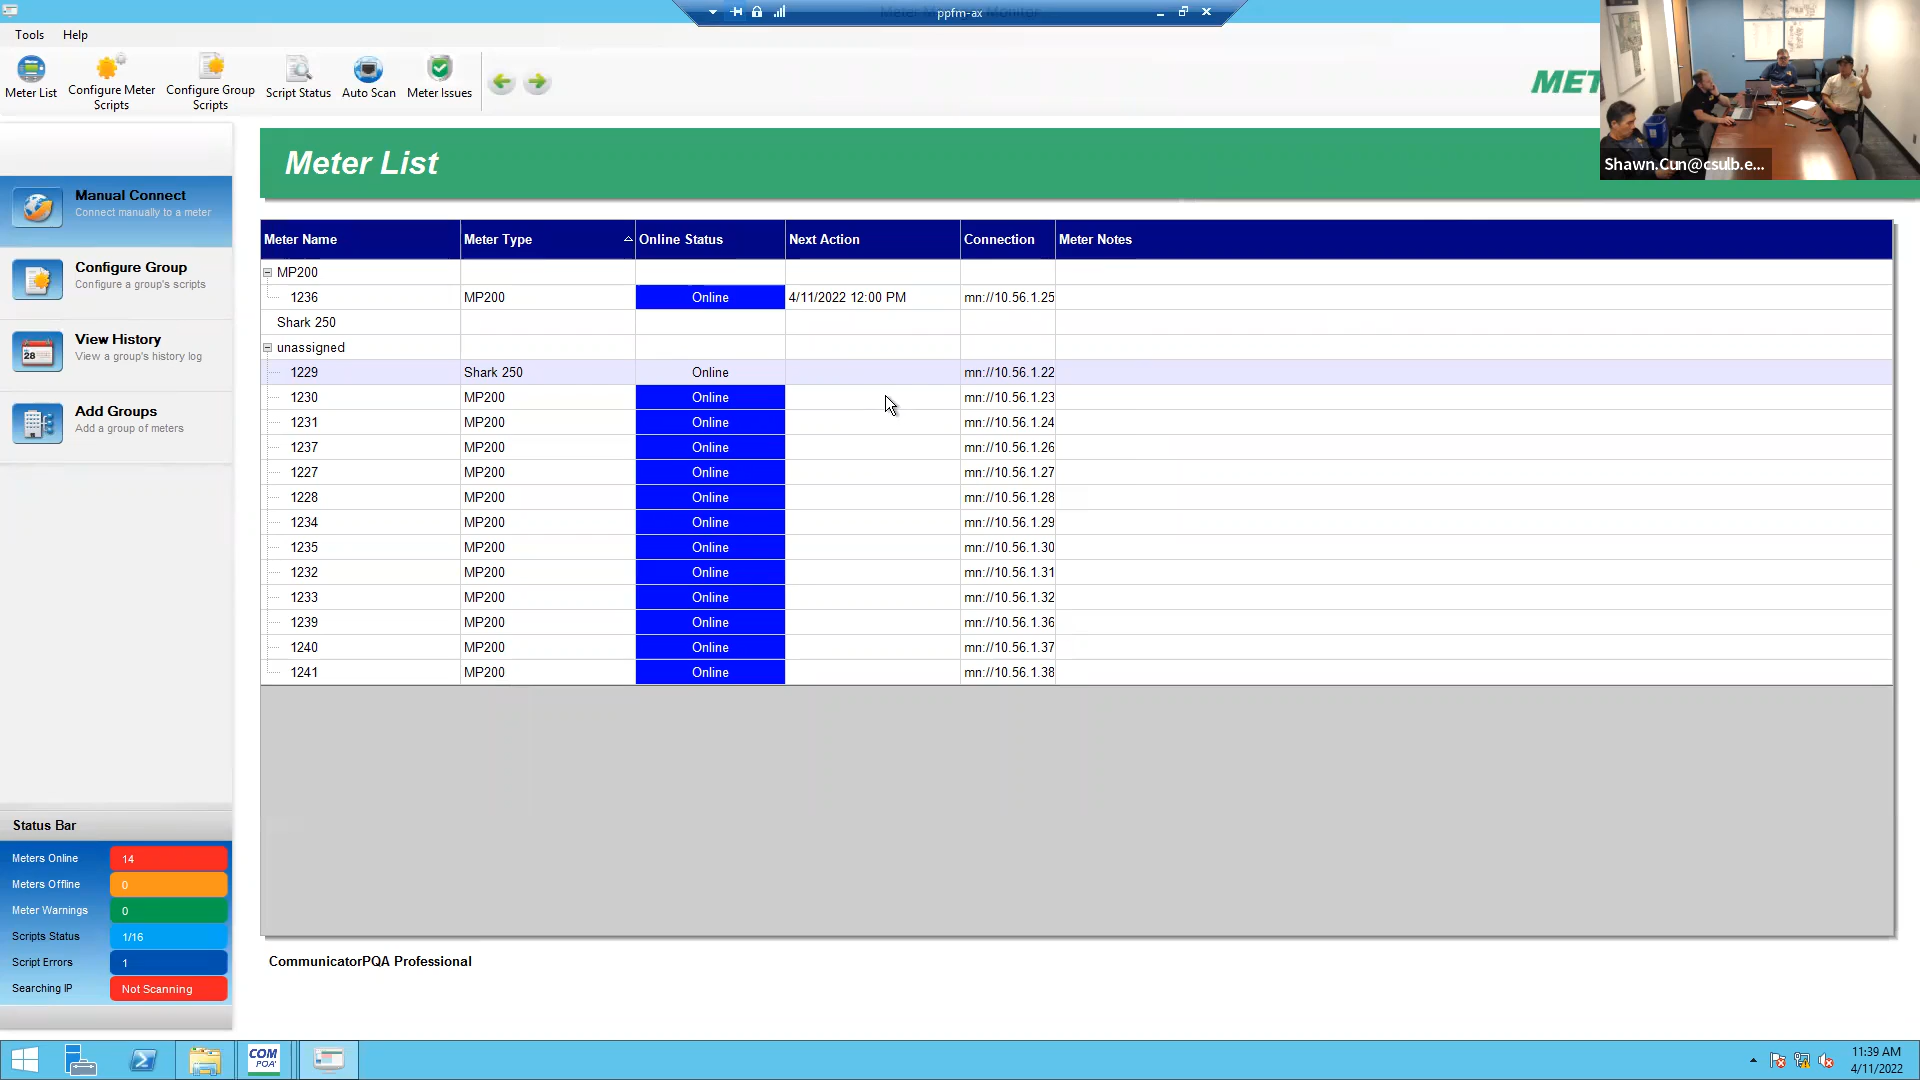 ppfm-ax
Tools Help
Meter List
Configure Meter Scripts
Configure Group Scripts
Script Status
Auto Scan
Meter Issues
MET
Shawn.Cun@csulb.e...
Meter List
Manual Connect
Connect manually to a meter
Configure Group
Configure a group's scripts
View History
View a group's history log
28
Add Groups
Add a group of meters
Meter Name Meter Type Online Status Next Action Connection Meter Notes
MP200
1236 MP200 Online 4/11/2022 12:00 PM mn://10.56.1.25
Shark 250
unassigned
1229 Shark 250 Online mn://10.56.1.22
1230 MP200 Online mn://10.56.1.23
1231 MP200 Online mn://10.56.1.24
1237 MP200 Online mn://10.56.1.26
1227 MP200 Online mn://10.56.1.27
1228 MP200 Online mn://10.56.1.28
1234 MP200 Online mn://10.56.1.29
1235 MP200 Online mn://10.56.1.30
1232 MP200 Online mn://10.56.1.31
1233 MP200 Online mn://10.56.1.32
1239 MP200 Online mn://10.56.1.36
1240 MP200 Online mn://10.56.1.37
1241 MP200 Online mn://10.56.1.38
Status Bar
Meters Online 14
Meters Offline 0
Meter Warnings 0
Scripts Status 1/16
Script Errors 1
Searching IP Not Scanning
CommunicatorPQA Professional
COM
PQA
11:39 AM
4/11/2022